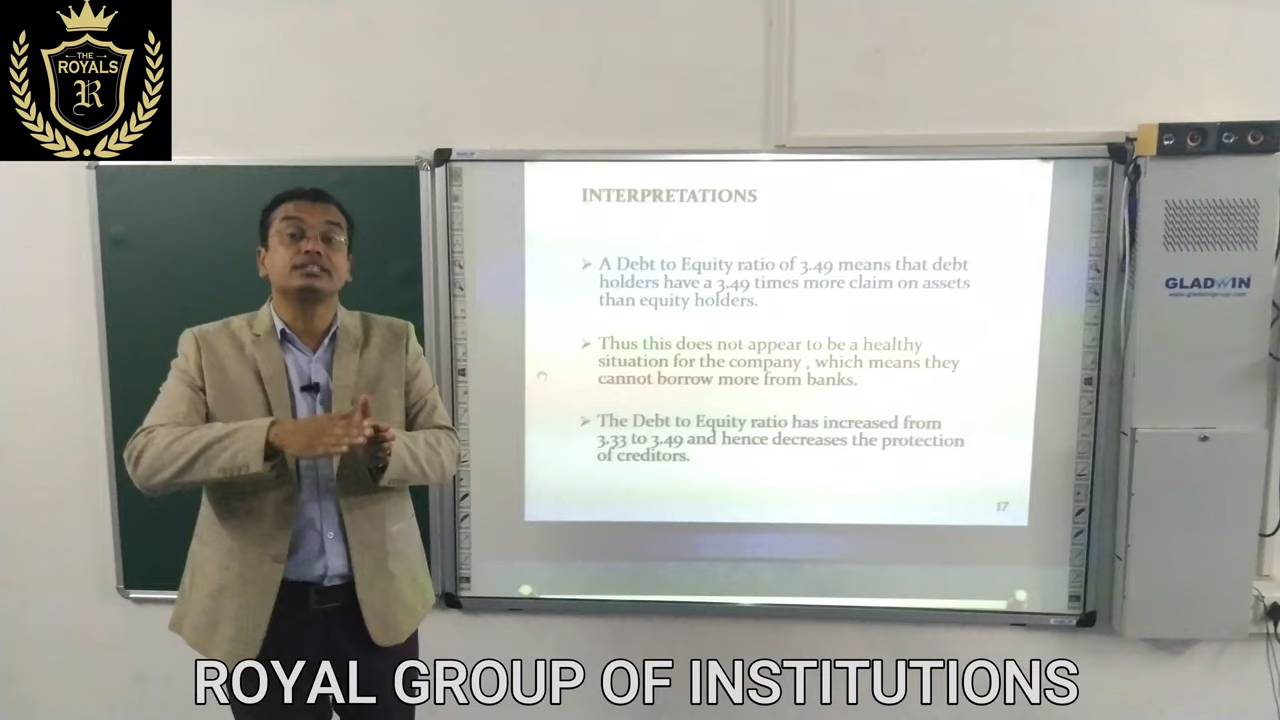 THE
ROYALS
R
INTERPRETATIONS
➢ A Debt to Equity ratio of 3.49 means that debt
holders have a 3.49 times more claim on assets
than equity holders.
➢ Thus this does not appear to be a healthy
situation for the company , which means they
cannot borrow more from banks.
➢ The Debt to Equity ratio has increased from
3.33 to 3.49 and hence decreases the protection
of creditors.
17
GLADWIN
ROYAL GROUP OF INSTITUTIONS